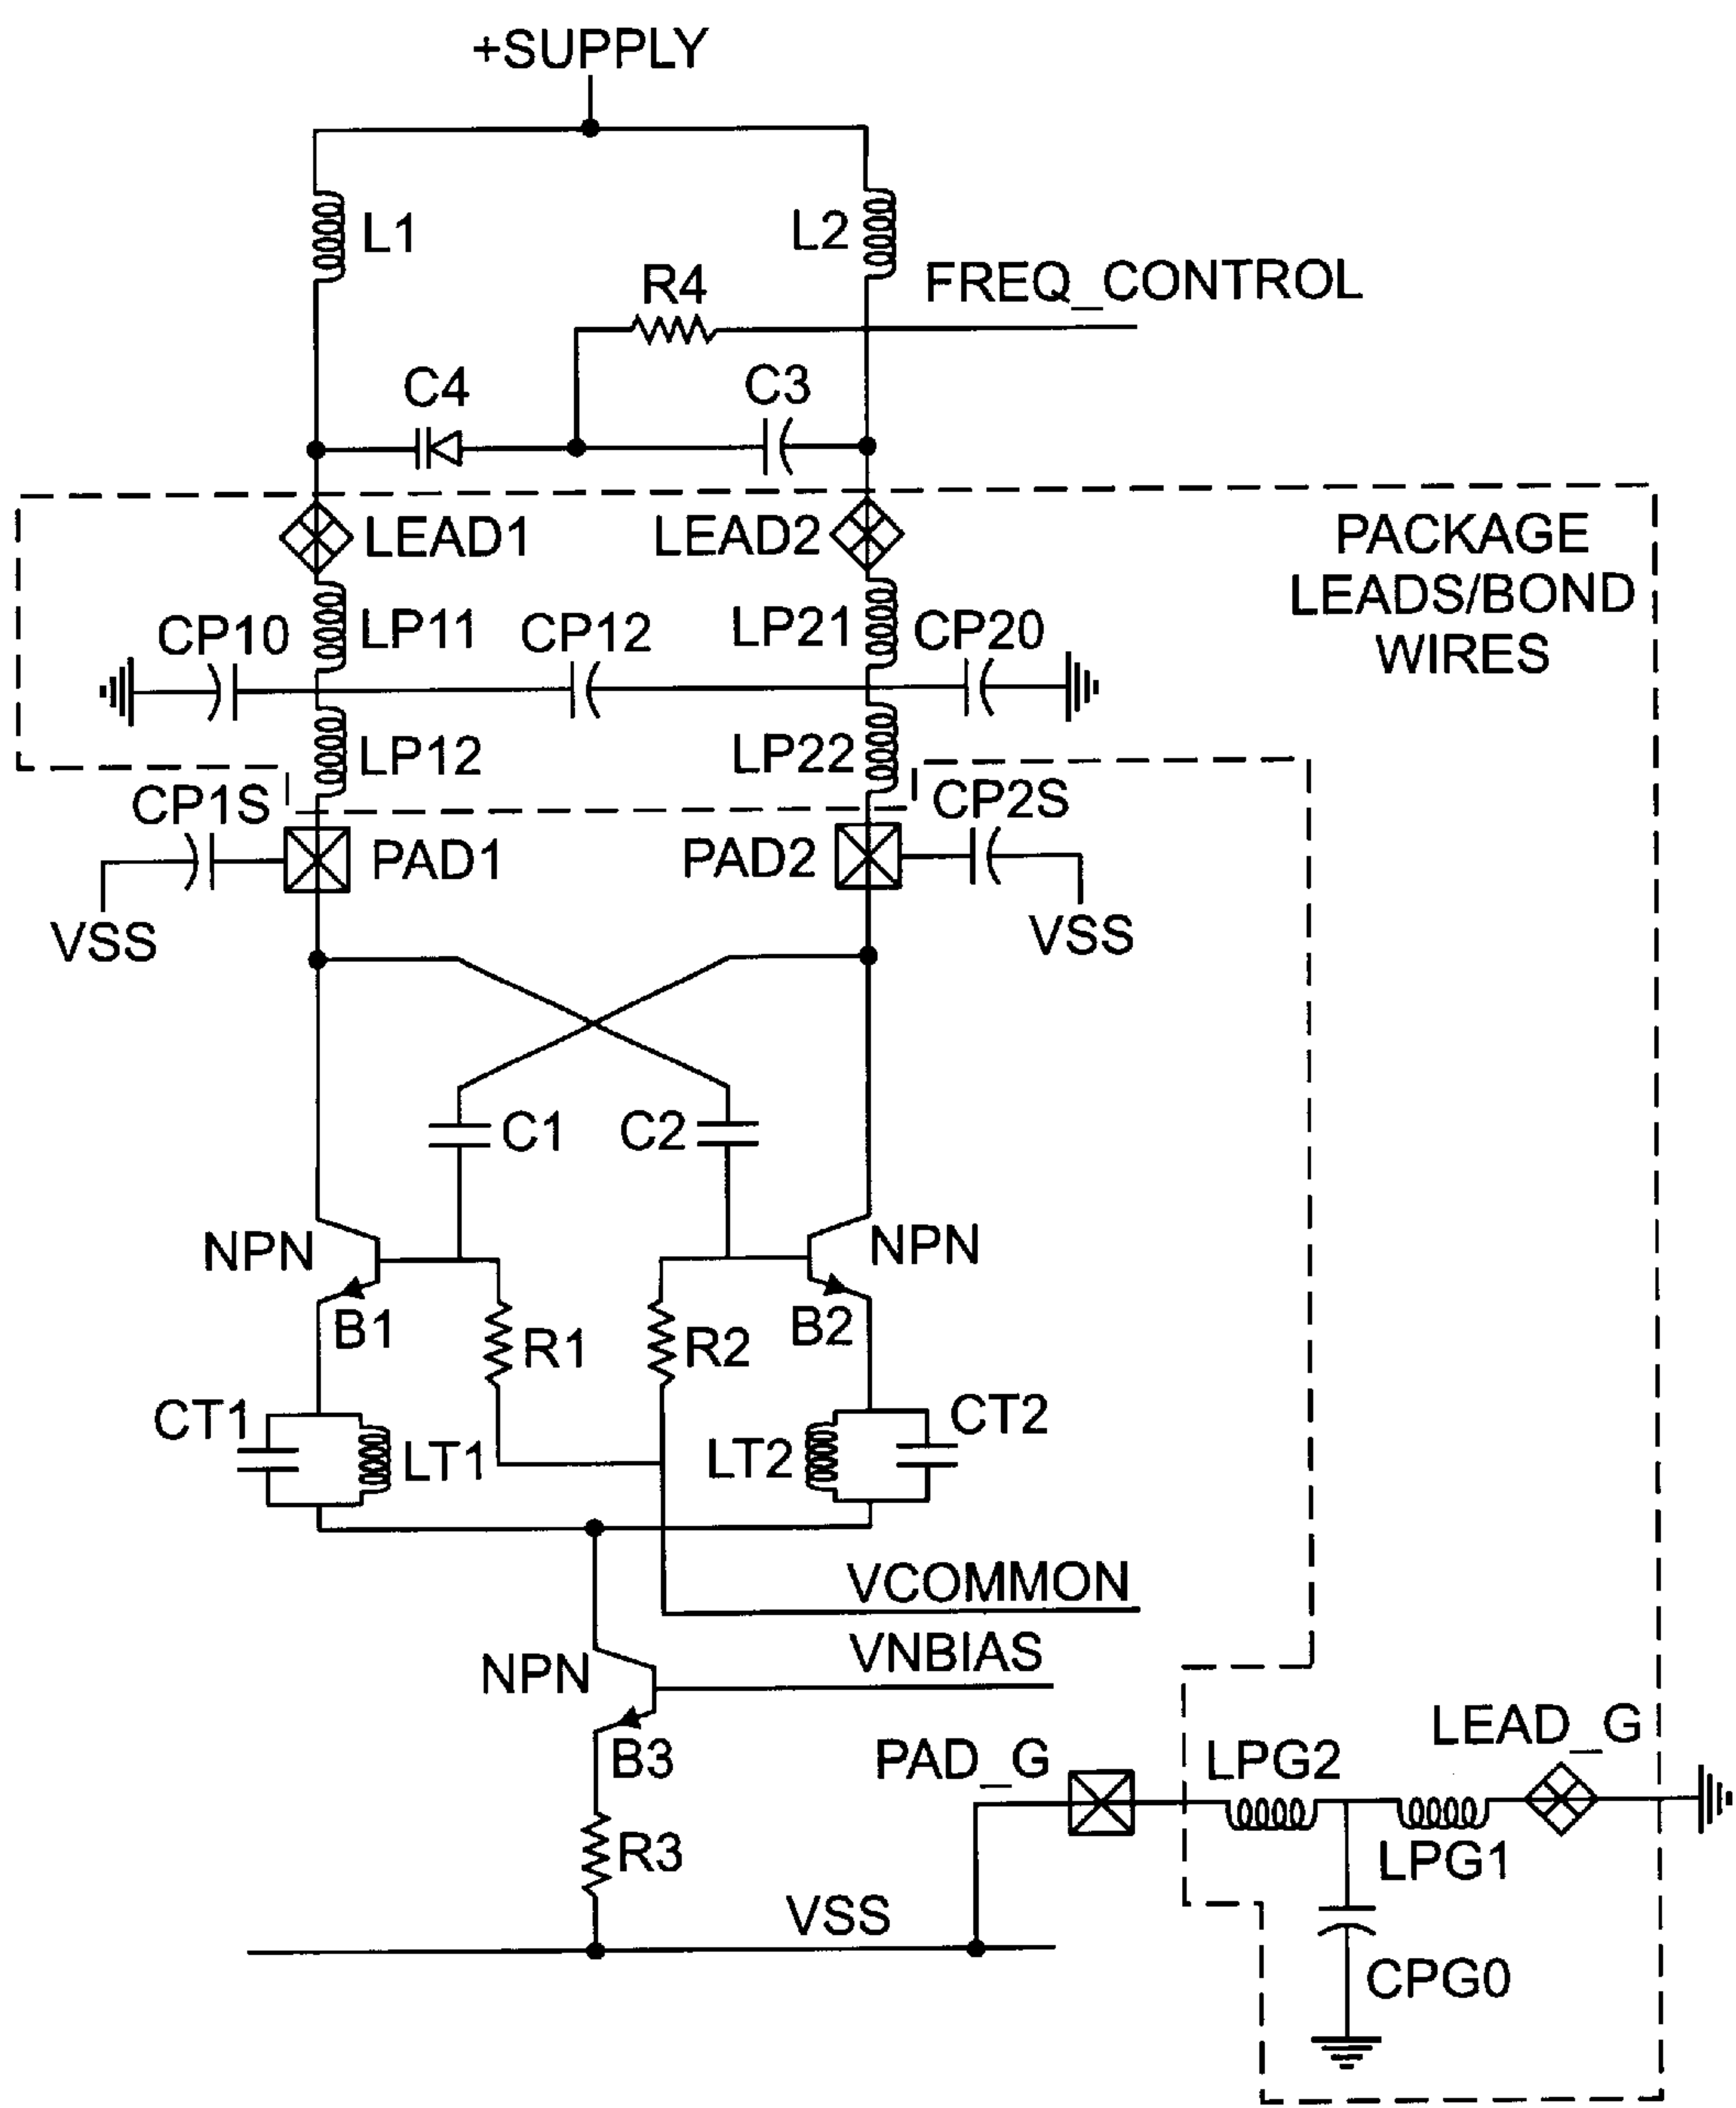 +SUPPLY
L1
L2
R4
FREQ_CONTROL
C4
C3
LEAD1
LEAD2
PACKAGE
LEADS/BOND
WIRES
CP10
LP11
CP12
LP21
CP20
LP12
LP22
CP1S
CP2S
PAD1
PAD2
VSS
VSS
C1
C2
NPN
NPN
B1
B2
R1
R2
CT1
LT1
LT2
CT2
VCOMMON
VNBIAS
NPN
B3
PAD_G
LPG2
LEAD_G
LPG1
R3
VSS
CPG0